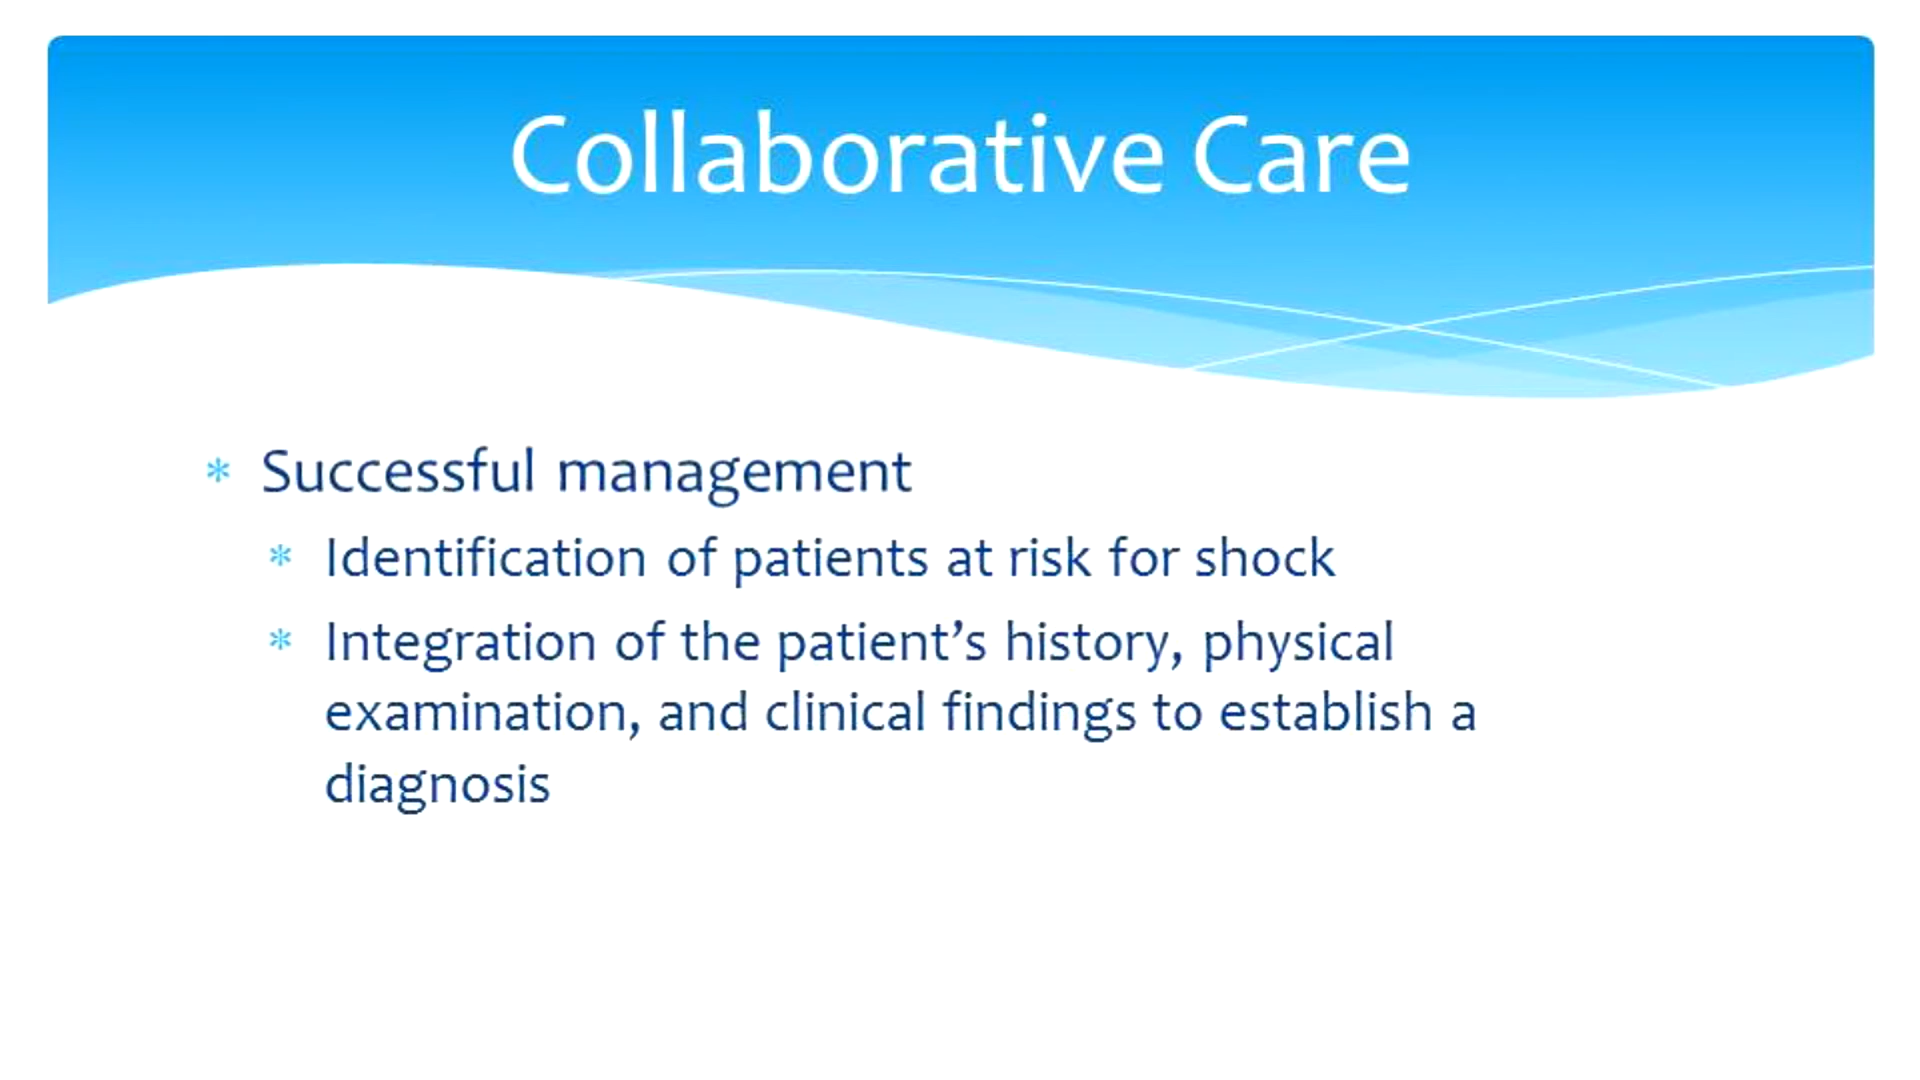 Collaborative Care
* Successful management
* Identification of patients at risk for shock
* Integration of the patient’s history, physical
examination, and clinical findings to establish a
diagnosis